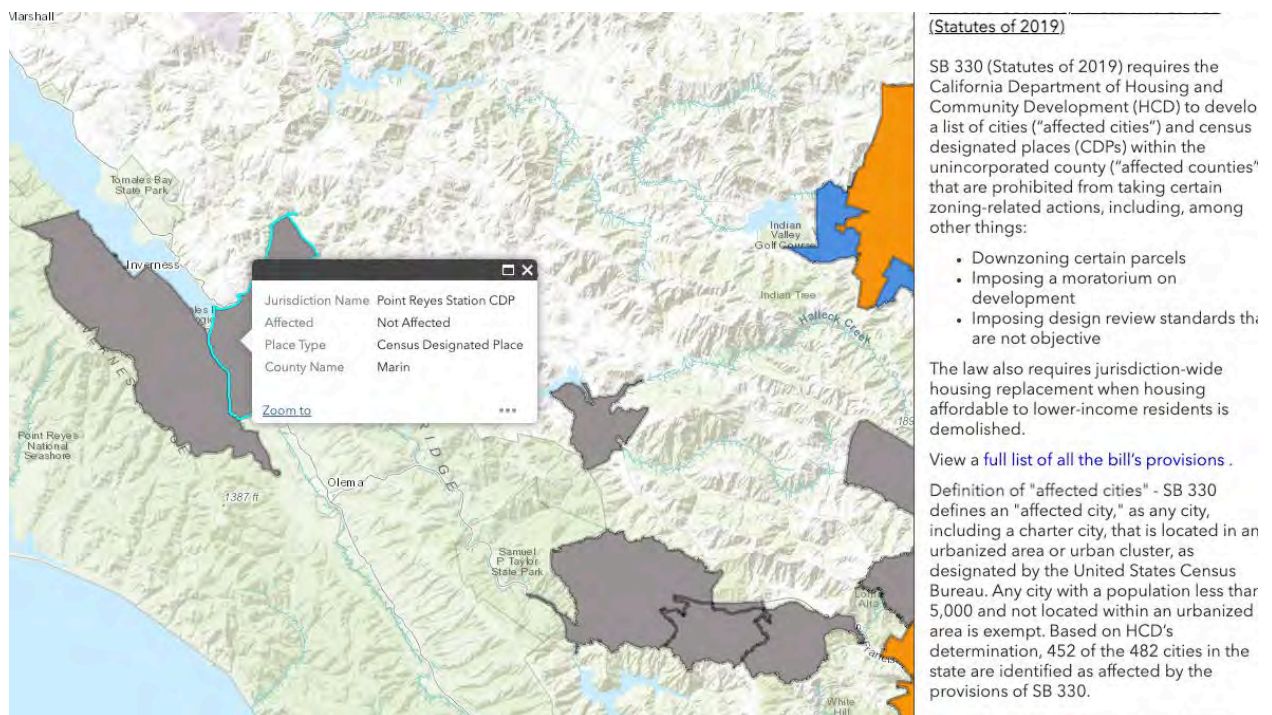 Marshall
Tomales Bay
State Park
Inverness
Point Reyes
National
Seashore
1387 ft
Olema
RIDGE
Samuel
P. Taylor
State Park
Indian
Valley
Golf Course
Indian Tree
Halleck Creek
White
Hill
Jurisdiction Name Point Reyes Station CDP
Affected Not Affected
Place Type Census Designated Place
County Name Marin
Zoom to
(Statutes of 2019)
SB 330 (Statutes of 2019) requires the
California Department of Housing and
Community Development (HCD) to develo
a list of cities ("affected cities") and census
designated places (CDPs) within the
unincorporated county ("affected counties"
that are prohibited from taking certain
zoning-related actions, including, among
other things:
• Downzoning certain parcels
• Imposing a moratorium on
development
• Imposing design review standards tha
are not objective
The law also requires jurisdiction-wide
housing replacement when housing
affordable to lower-income residents is
demolished.
View a full list of all the bill's provisions .
Definition of "affected cities" - SB 330
defines an "affected city," as any city,
including a charter city, that is located in an
urbanized area or urban cluster, as
designated by the United States Census
Bureau. Any city with a population less than
5,000 and not located within an urbanized
area is exempt. Based on HCD's
determination, 452 of the 482 cities in the
state are identified as affected by the
provisions of SB 330.